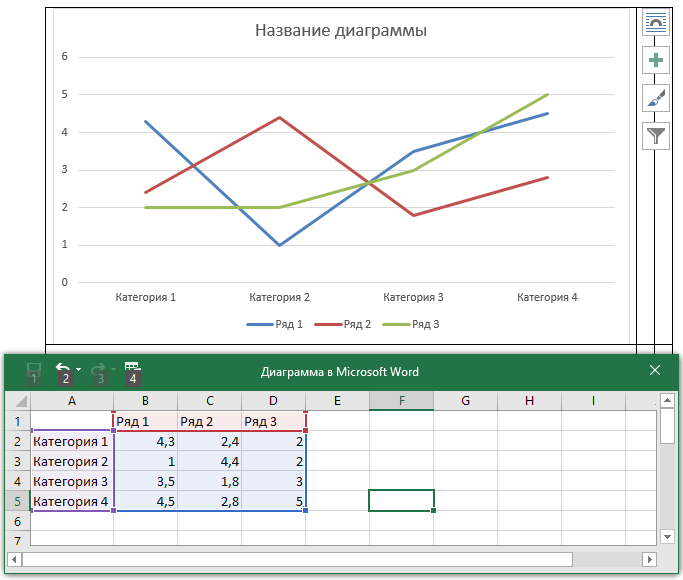 Название диаграммы
6
5
4
3
2
1
0
Категория 1 Категория 2 Категория 3 Категория 4
Ряд 1 Ряд 2 Ряд 3
1 2 3 4 Диаграмма в Microsoft Word
A B C D E F G H I
1 Ряд 1 Ряд 2 Ряд 3
2 Категория 1 4,3 2,4 2
3 Категория 2 1 4,4 2
4 Категория 3 3,5 1,8 3
5 Категория 4 4,5 2,8 5
6
7